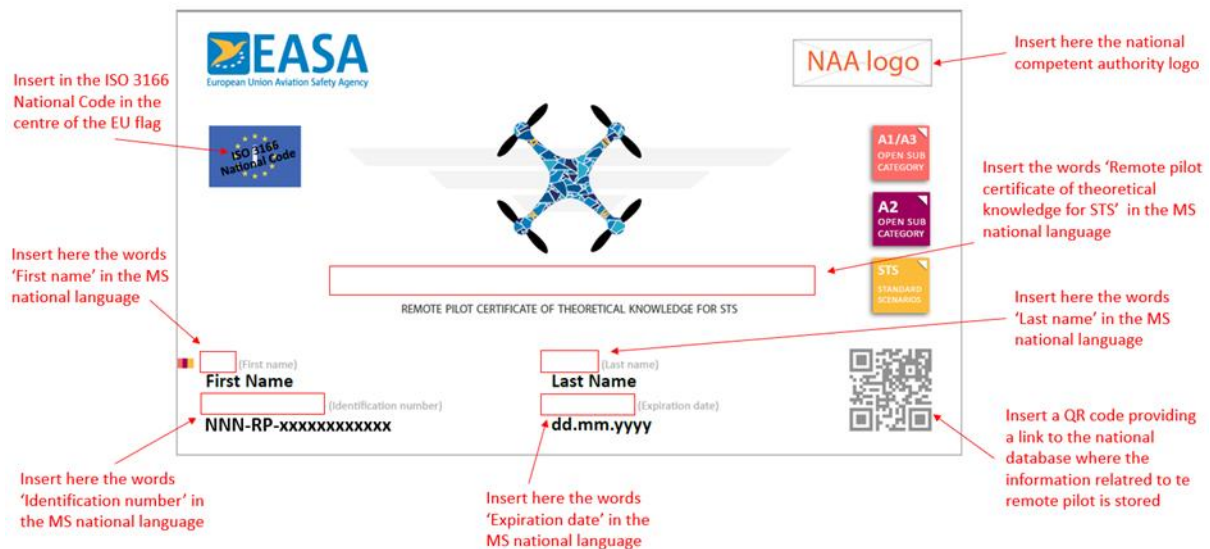 EASA
European Union Aviation Safety Agency
NAA logo
Insert here the national
competent authority logo
Insert in the ISO 3166
National Code in the
centre of the EU flag
ISO 3166
National Code
A1/A3
OPEN SUB
CATEGORY
A2
OPEN SUB
CATEGORY
STS
STANDARD
SCENARIOS
Insert the words ‘Remote pilot
certificate of theoretical
knowledge for STS’ in the MS
national language
Insert here the words
‘First name’ in the MS
national language
REMOTE PILOT CERTIFICATE OF THEORETICAL KNOWLEDGE FOR STS
Insert here the words
‘Last name’ in the MS
national language
(First name)
First Name
(Last name)
Last Name
(Identification number)
NNN-RP-xxxxxxxxxxxx
(Expiration date)
dd.mm.yyyy
Insert a QR code providing
a link to the national
database where the
information relatred to te
remote pilot is stored
Insert here the words
‘Identification number’ in
the MS national language
Insert here the words
‘Expiration date’ in the
MS national language